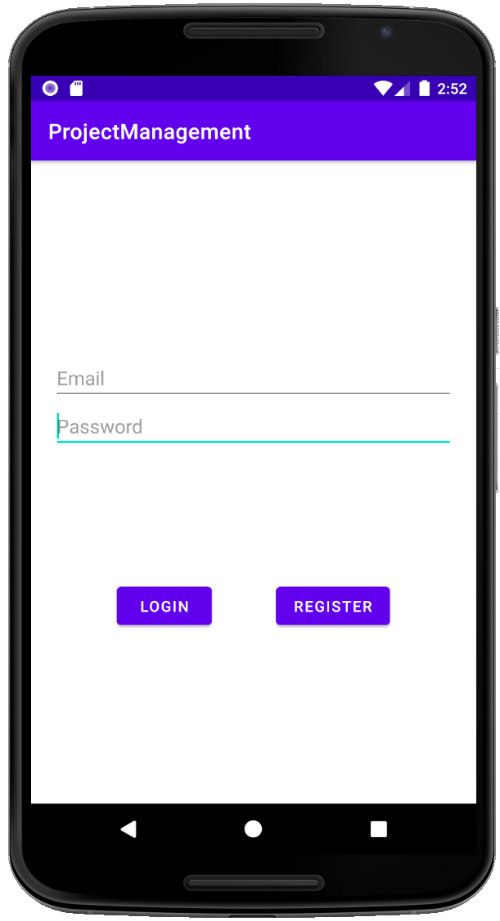 2:52
ProjectManagement
Email
Password
LOGIN
REGISTER